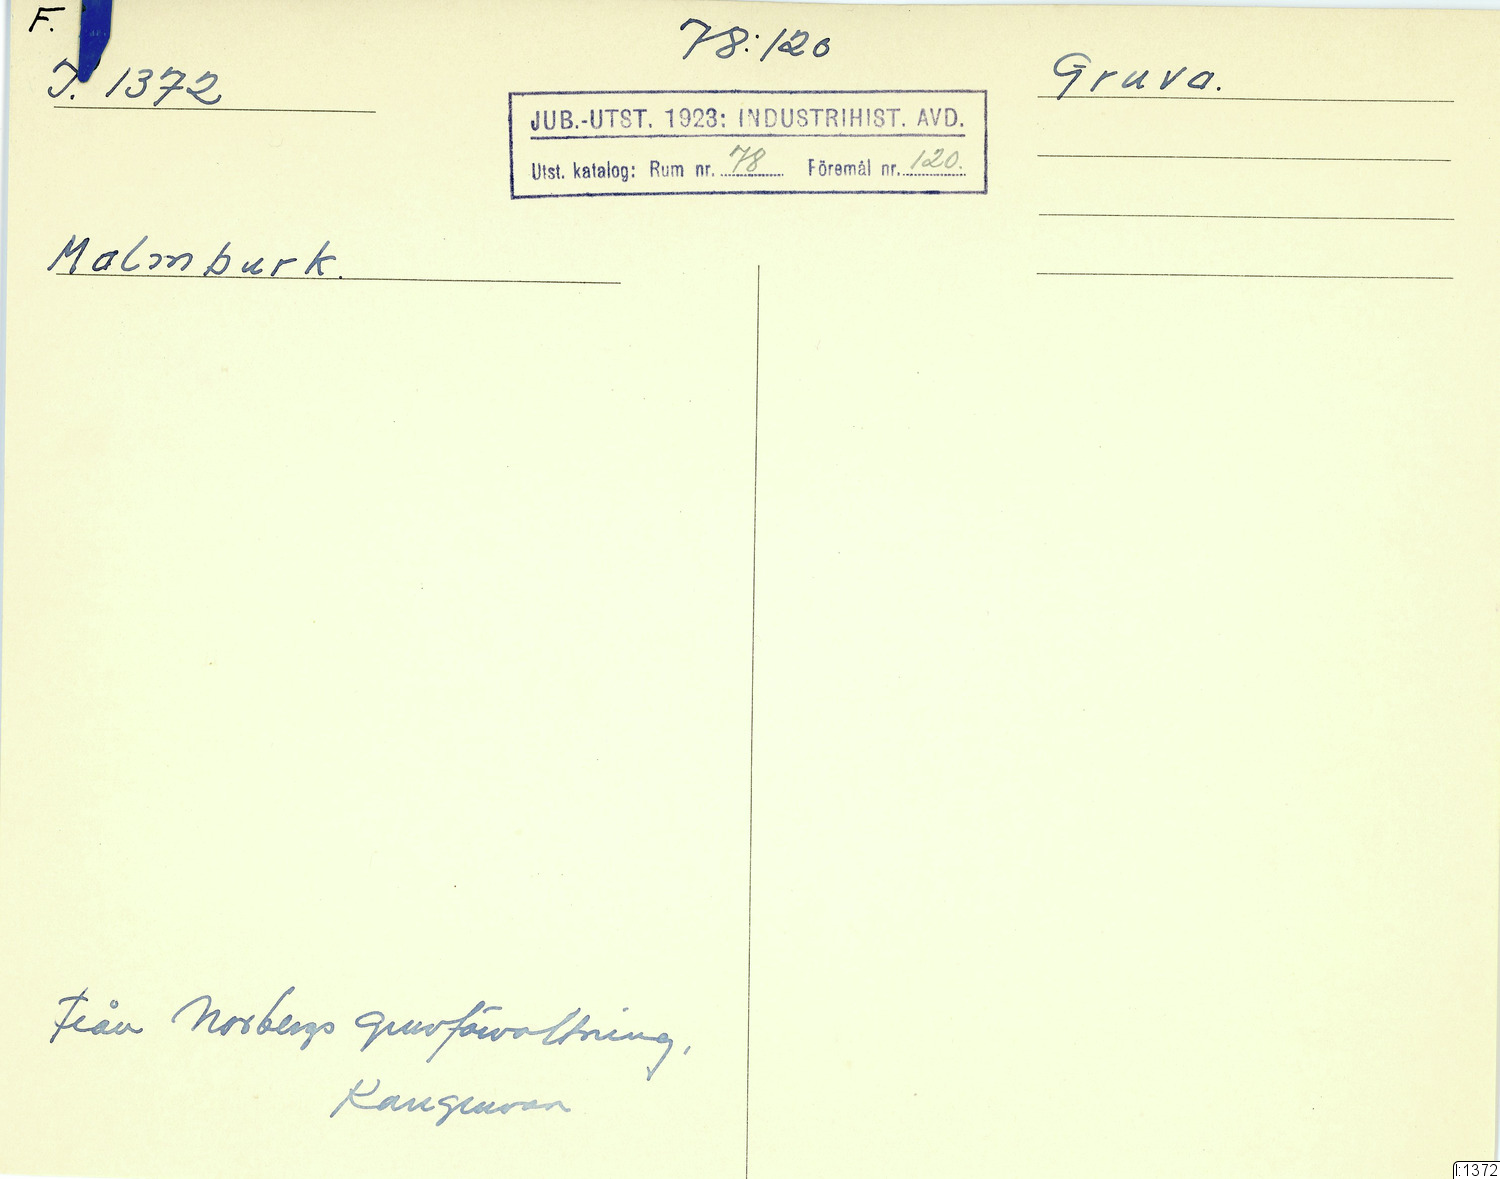 F.
78:120
J. 1372
Gruva.
JUB.-UTST. 1923: INDUSTRIHIST. AVD.
Utst. katalog: Rum nr. 78 Föremål nr. 120.
Malmburk.
Från Norbergs gruvförvaltning,
Kärrgruvan
I:1372